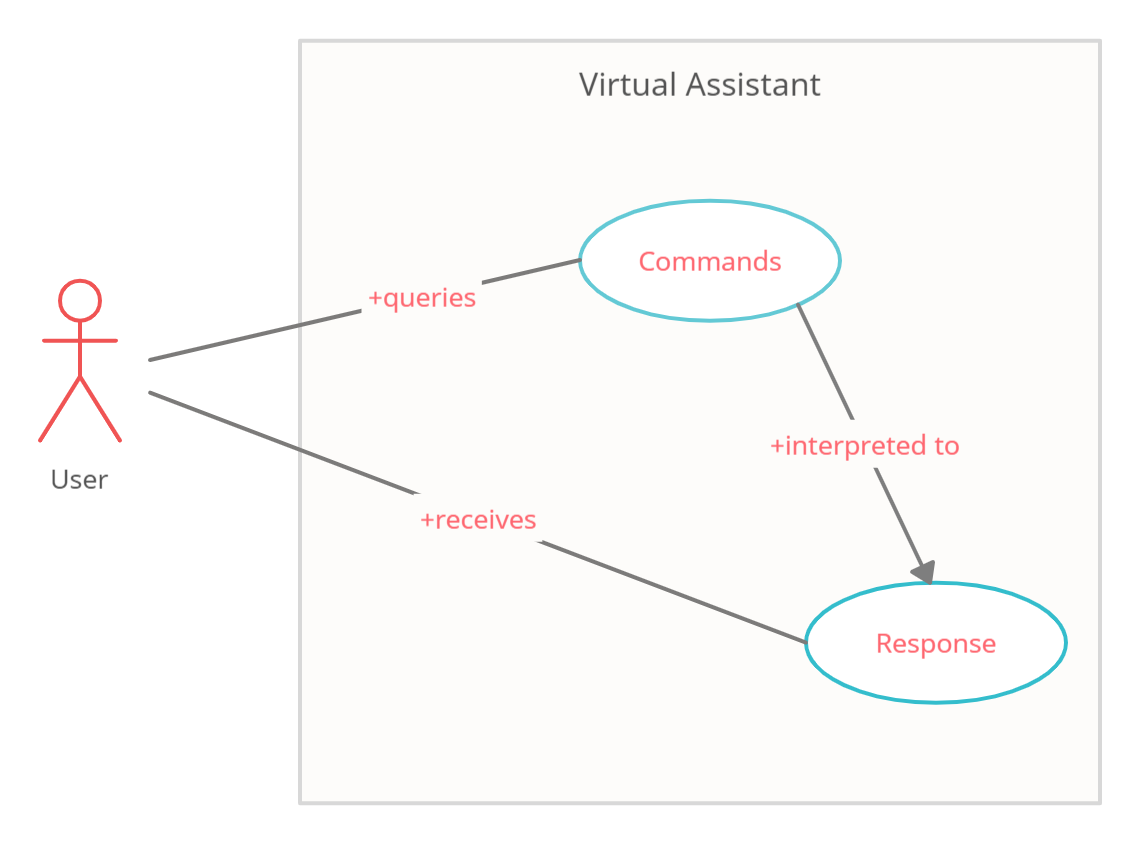 Virtual Assistant
Commands
+queries
+interpreted to
User
+receives
Response